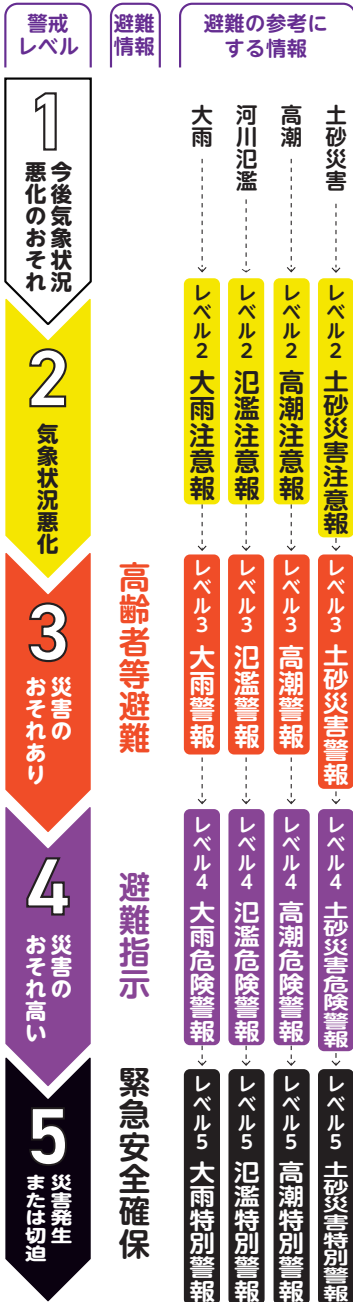 警戒
レベル
避難
情報
避難の参考に
する情報
1
今後気象状況
悪化のおそれ
大雨
河川氾濫
高潮
土砂災害
2
気象状況悪化
レベル2 大雨注意報
レベル2 氾濫注意報
レベル2 高潮注意報
レベル2 土砂災害注意報
3
災害の
おそれあり
高齢者等避難
レベル3 大雨警報
レベル3 氾濫警報
レベル3 高潮警報
レベル3 土砂災害警報
4
災害の
おそれ高い
避難指示
レベル4 大雨危険警報
レベル4 氾濫危険警報
レベル4 高潮危険警報
レベル4 土砂災害危険警報
5
災害発生
または切迫
緊急安全確保
レベル5 大雨特別警報
レベル5 氾濫特別警報
レベル5 高潮特別警報
レベル5 土砂災害特別警報